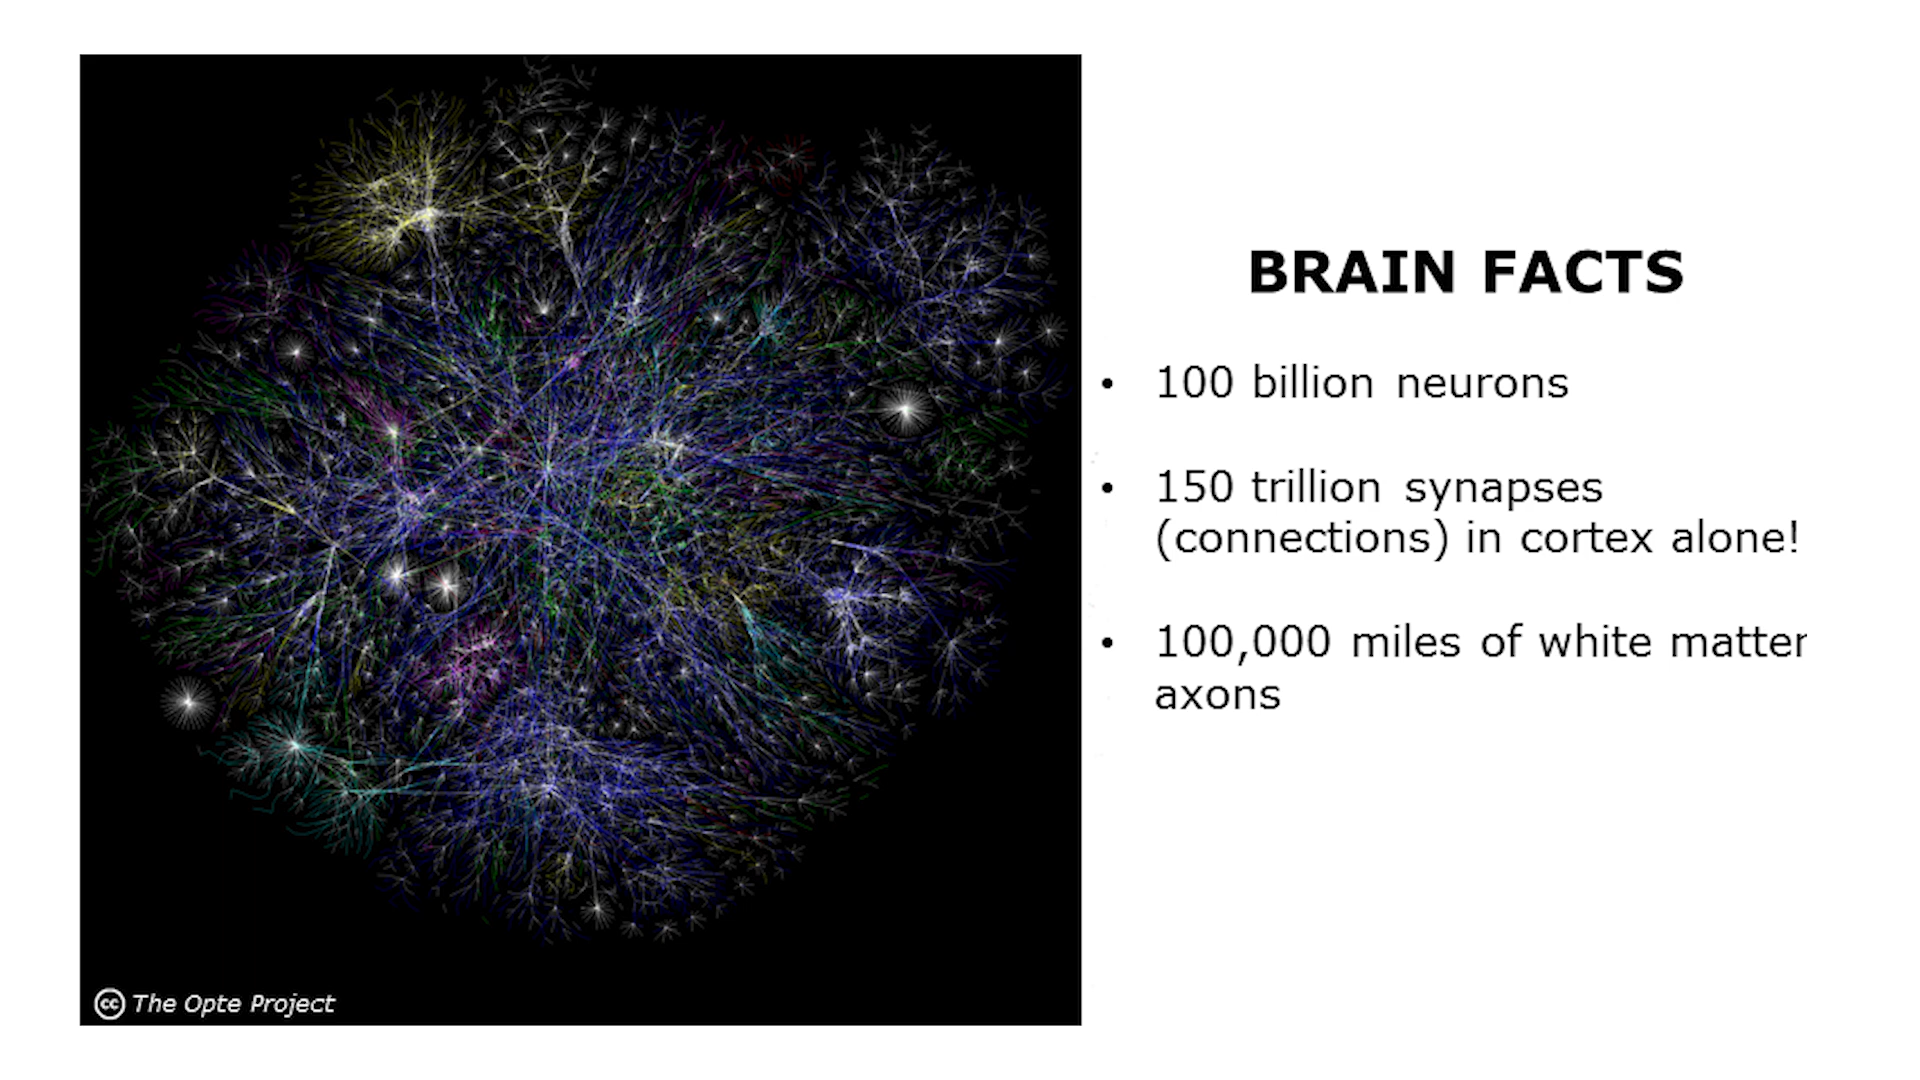 BRAIN FACTS
• 100 billion neurons
• 150 trillion synapses
(connections) in cortex alone!
• 100,000 miles of white matter
axons
cc The Opte Project